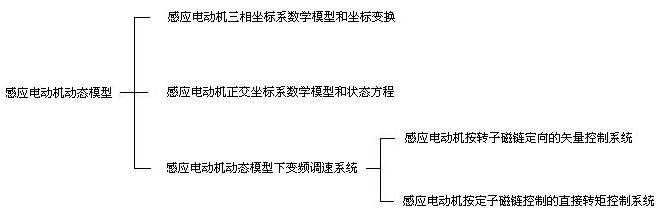 感应电动机三相坐标系数学模型和坐标变换
感应电动机动态模型
感应电动机正交坐标系数学模型和状态方程
感应电动机动态模型下变频调速系统
感应电动机按转子磁链定向的矢量控制系统
感应电动机按定子磁链控制的直接转矩控制系统